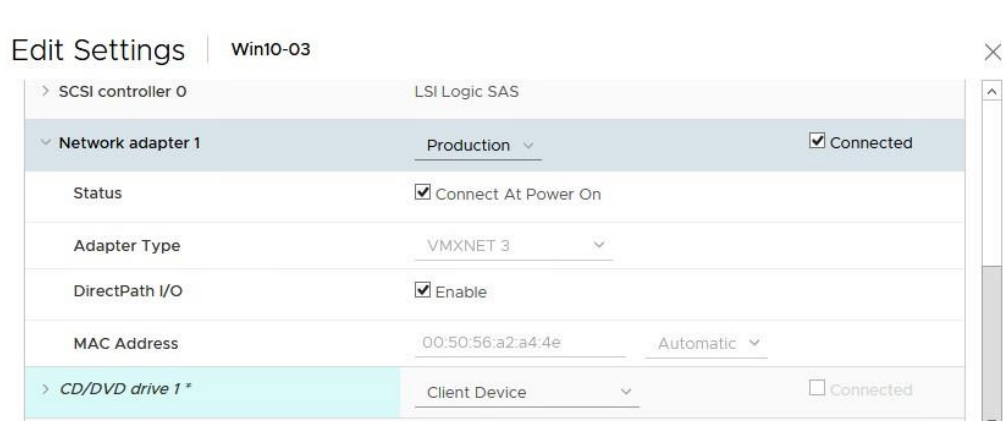 Edit Settings Win10-03
SCSI controller 0 LSI Logic SAS
Network adapter 1 Production Connected
Status Connect At Power On
Adapter Type VMXNET 3
DirectPath I/O Enable
MAC Address 00:50:56:a2:a4:4e Automatic
CD/DVD drive 1 * Client Device Connected